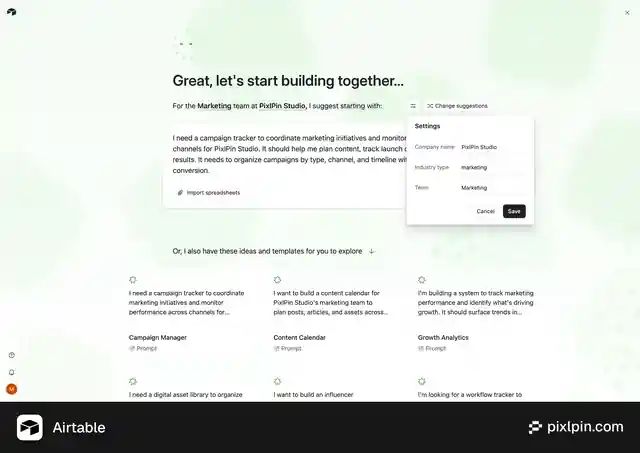 Great, let's start building together...
For the Marketing team at PixlPin Studio, I suggest starting with:
Change suggestions
Settings
Company name PixlPin Studio
Industry type marketing
Team Marketing
Cancel Save
I need a campaign tracker to coordinate marketing initiatives and monitor
channels for PixlPin Studio. It should help me plan content, track launch
results. It needs to organize campaigns by type, channel, and timeline
conversion.
Import spreadsheets
Or, I also have these ideas and templates for you to explore
I need a campaign tracker to coordinate
marketing initiatives and monitor
performance across channels for...
Campaign Manager
Prompt
I want to build a content calendar for
PixlPin Studio's marketing team to
plan posts, articles, and assets across...
Content Calendar
Prompt
I'm building a system to track marketing
performance and identify what's driving
growth. It should surface trends in...
Growth Analytics
Prompt
I need a digital asset library to organize
I want to build an influencer
I'm looking for a workflow tracker to
M
Airtable
pixlpin.com